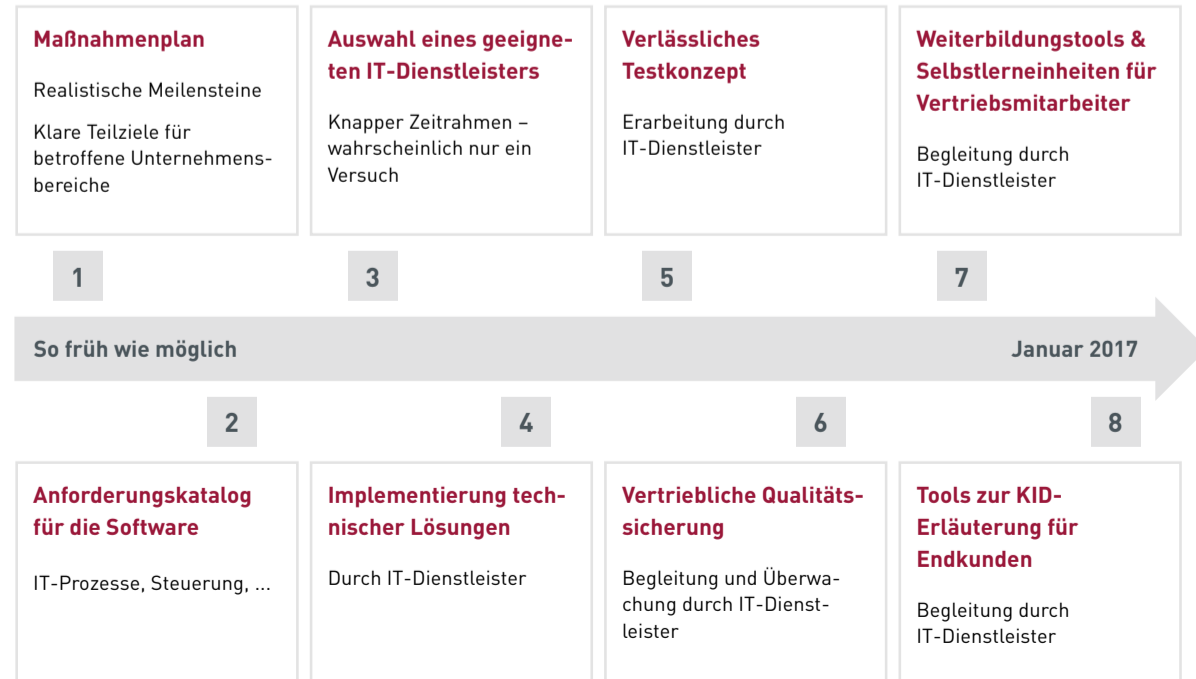 Maßnahmenplan
Realistische Meilensteine
Klare Teilziele für
betroffene Unternehmens-
bereiche
Auswahl eines geeigne-
ten IT-Dienstleisters
Knapper Zeitrahmen –
wahrscheinlich nur ein
Versuch
Verlässliches
Testkonzept
Erarbeitung durch
IT-Dienstleister
Weiterbildungstools &
Selbstlerneinheiten für
Vertriebsmitarbeiter
Begleitung durch
IT-Dienstleister
1
3
5
7
So früh wie möglich
Januar 2017
2
4
6
8
Anforderungskatalog
für die Software
IT-Prozesse, Steuerung, ...
Implementierung tech-
nischer Lösungen
Durch IT-Dienstleister
Vertriebliche Qualitäts-
sicherung
Begleitung und Überwa-
chung durch IT-Dienst-
leister
Tools zur KID-
Erläuterung für
Endkunden
Begleitung durch
IT-Dienstleister